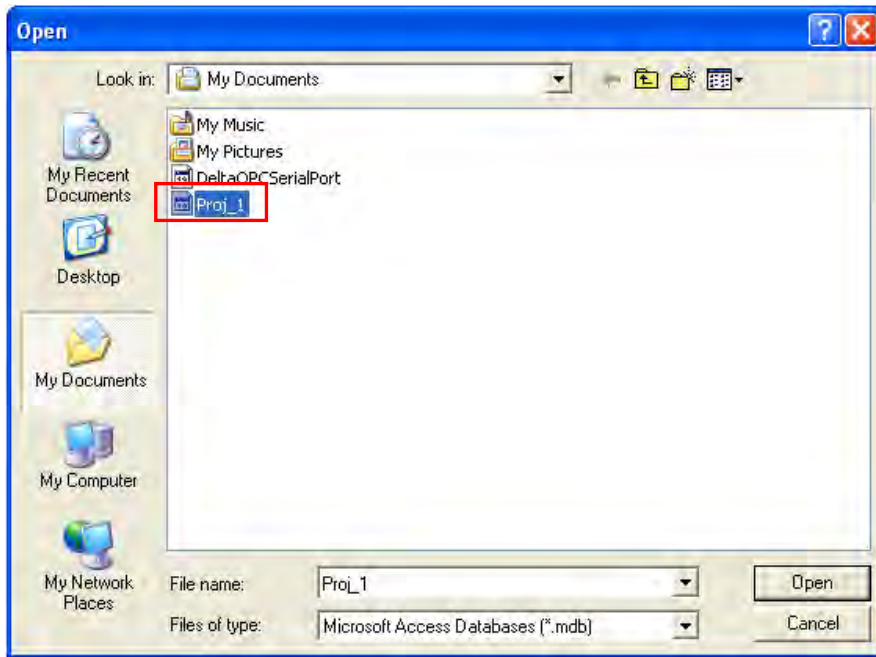 Open
Look in: My Documents
My Music
My Pictures
DeltaOPCSerialPort
Proj_1
My Recent
Documents
Desktop
My Documents
My Computer
My Network
Places
File name: Proj_1 Open
Files of type: Microsoft Access Databases (*.mdb) Cancel